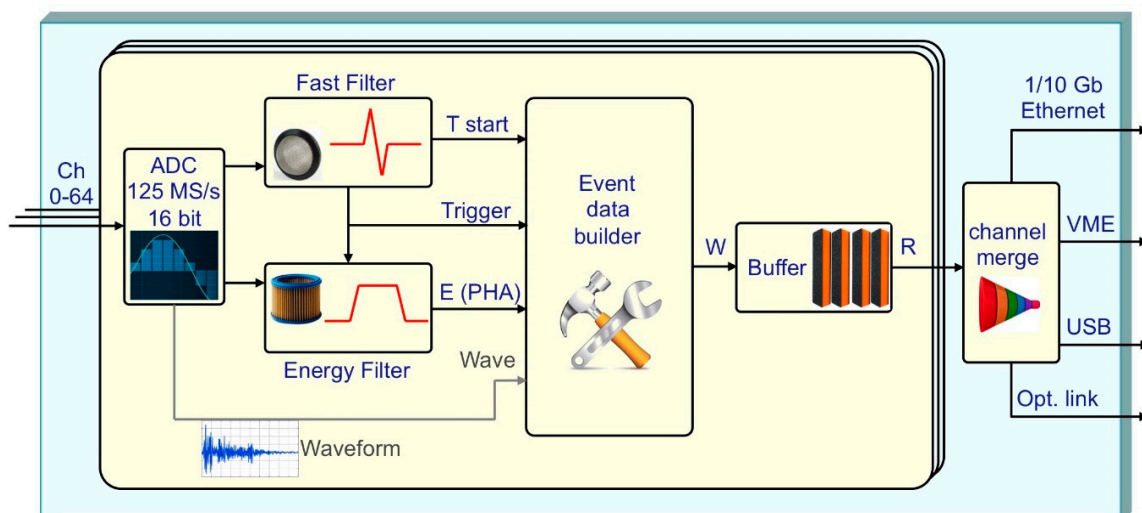 Fast Filter
1/10 Gb
Ethernet
T start
Ch
0-64
ADC
125 MS/s
16 bit
Event
data
builder
Trigger
channel
merge
VME
W
Buffer
R
E (PHA)
USB
Wave
Energy Filter
Opt. link
Waveform